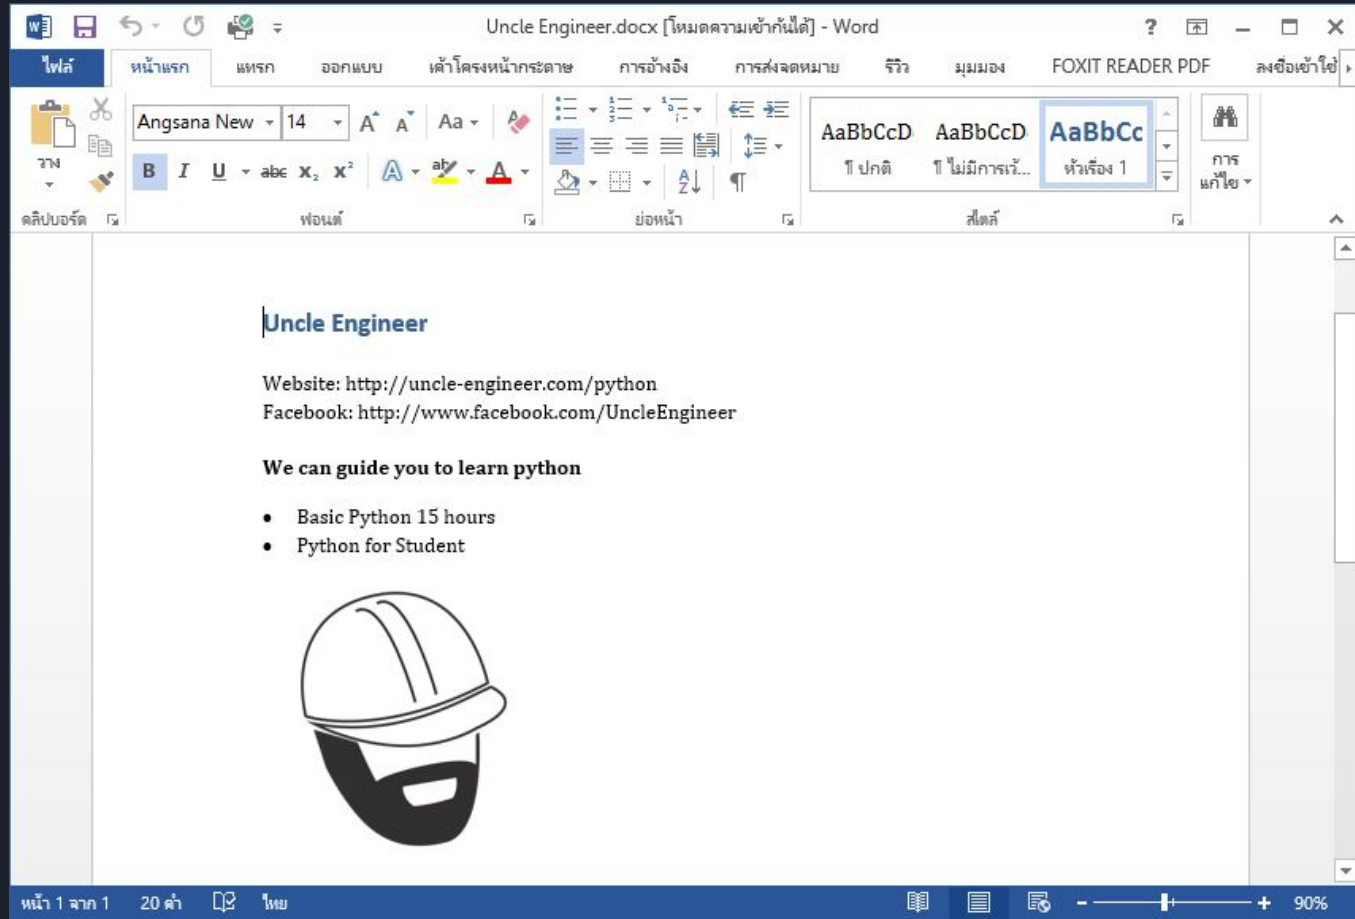 Uncle Engineer.docx [โหมดความเข้ากันได้] - Word
ไฟล์ หน้าแรก แทรก ออกแบบ เค้าโครงหน้ากระดาษ การอ้างอิง การส่งจดหมาย รีวิว มุมมอง FOXIT READER PDF ลงชื่อเข้าใช้
วาง
Angsana New 14 Aa
B I U abc x₂ x²
AaBbCcD AaBbCcD AaBbCc
¶ ปกติ ¶ ไม่มีการเว้... หัวเรื่อง 1
การ
แก้ไข
คลิปบอร์ด ฟอนต์ ย่อหน้า สไตล์
Uncle Engineer
Website: http://uncle-engineer.com/python
Facebook: http://www.facebook.com/UncleEngineer
We can guide you to learn python
• Basic Python 15 hours
• Python for Student
หน้า 1 จาก 1 20 คำ ไทย 90%